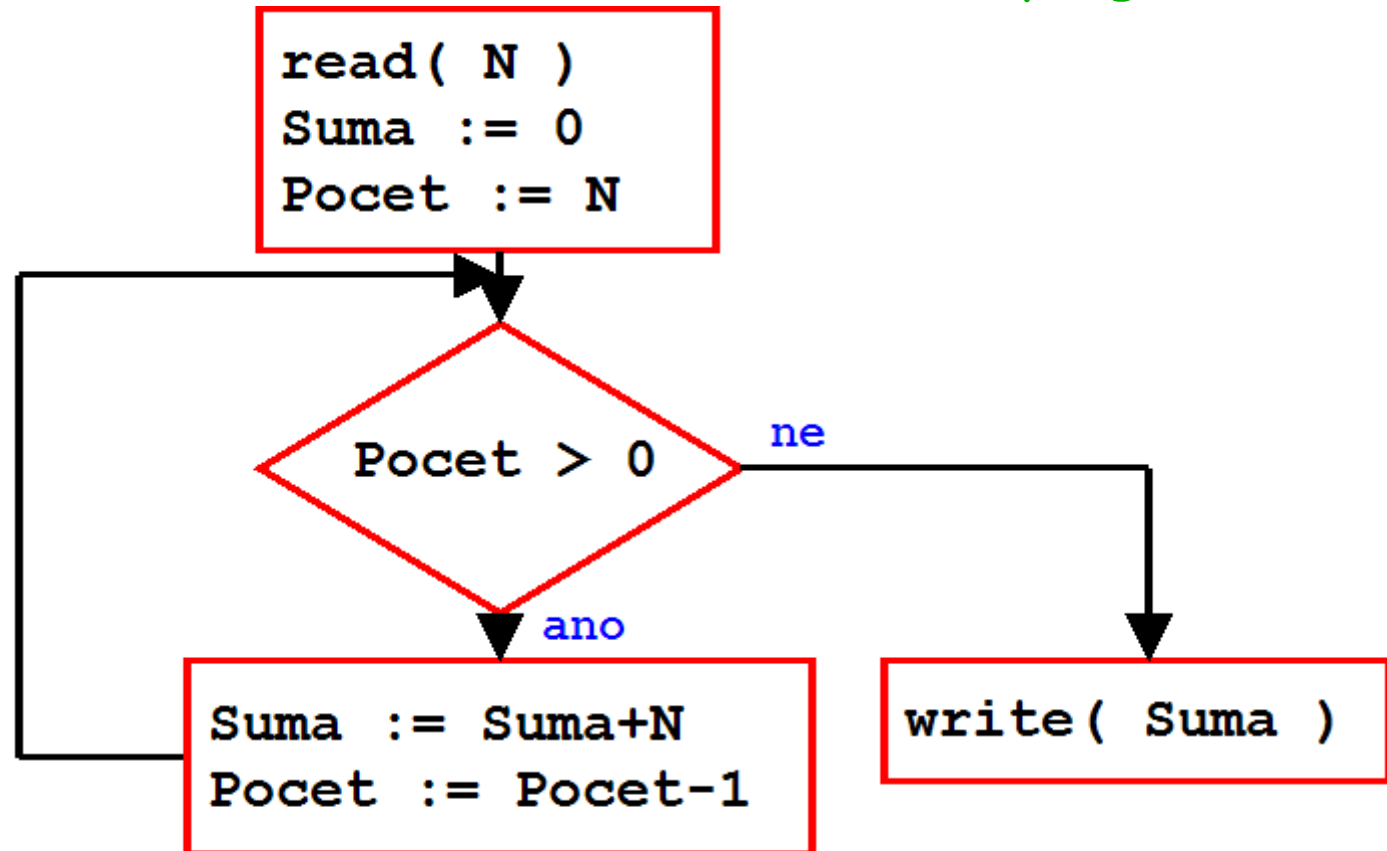 read( N )
Suma := 0
Pocet := N
Pocet > 0
ne
ano
Suma := Suma+N
Pocet := Pocet-1
write( Suma )